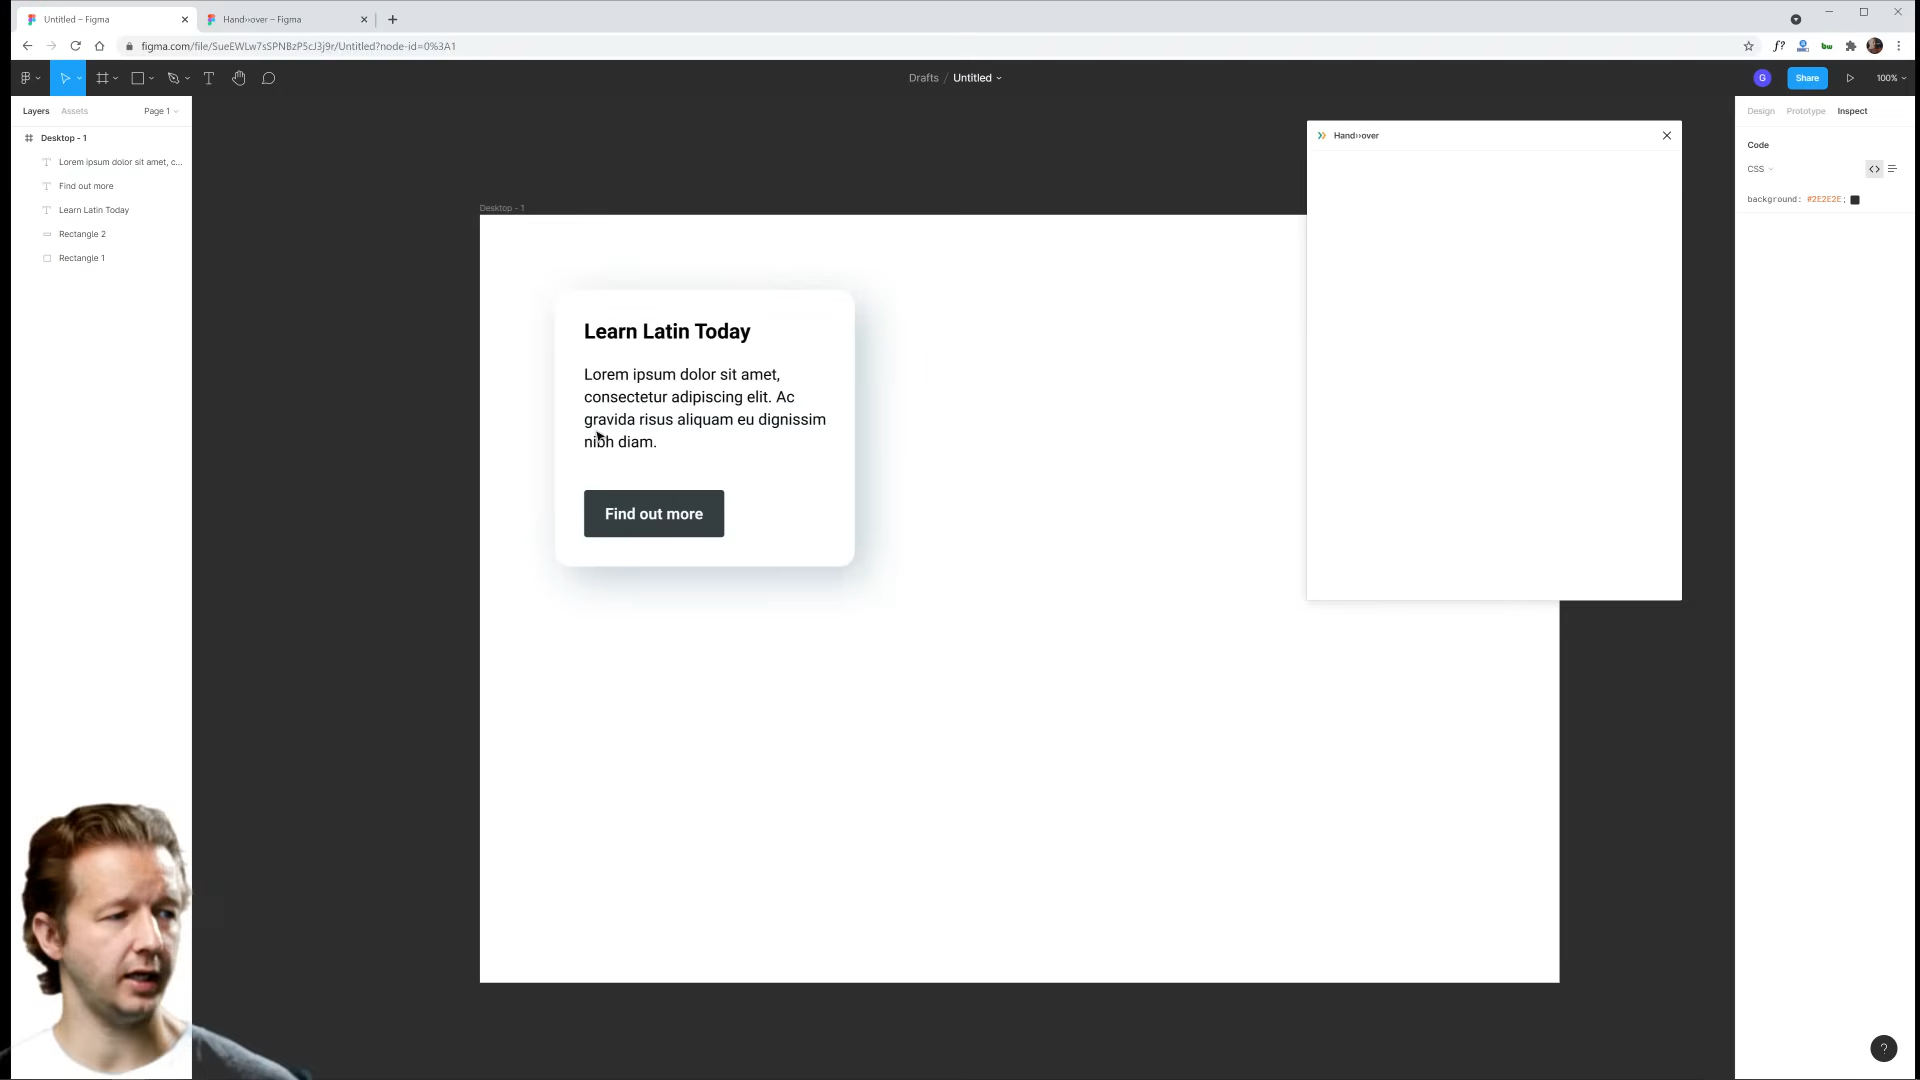 Untitled – Figma
Hand››over – Figma
figma.com/file/SueEWLw7sSPNBzP5cJ3j9r/Untitled?node-id=0%3A1
Drafts / Untitled
G
Share
100%
Layers
Assets
Page 1
Desktop - 1
Lorem ipsum dolor sit amet, c...
Find out more
Learn Latin Today
Rectangle 2
Rectangle 1
Desktop - 1
Learn Latin Today
Lorem ipsum dolor sit amet,
consectetur adipiscing elit. Ac
gravida risus aliquam eu dignissim
nibh diam.
Find out more
Hand››over
Design
Prototype
Inspect
Code
CSS
background: #2E2E2E;
?